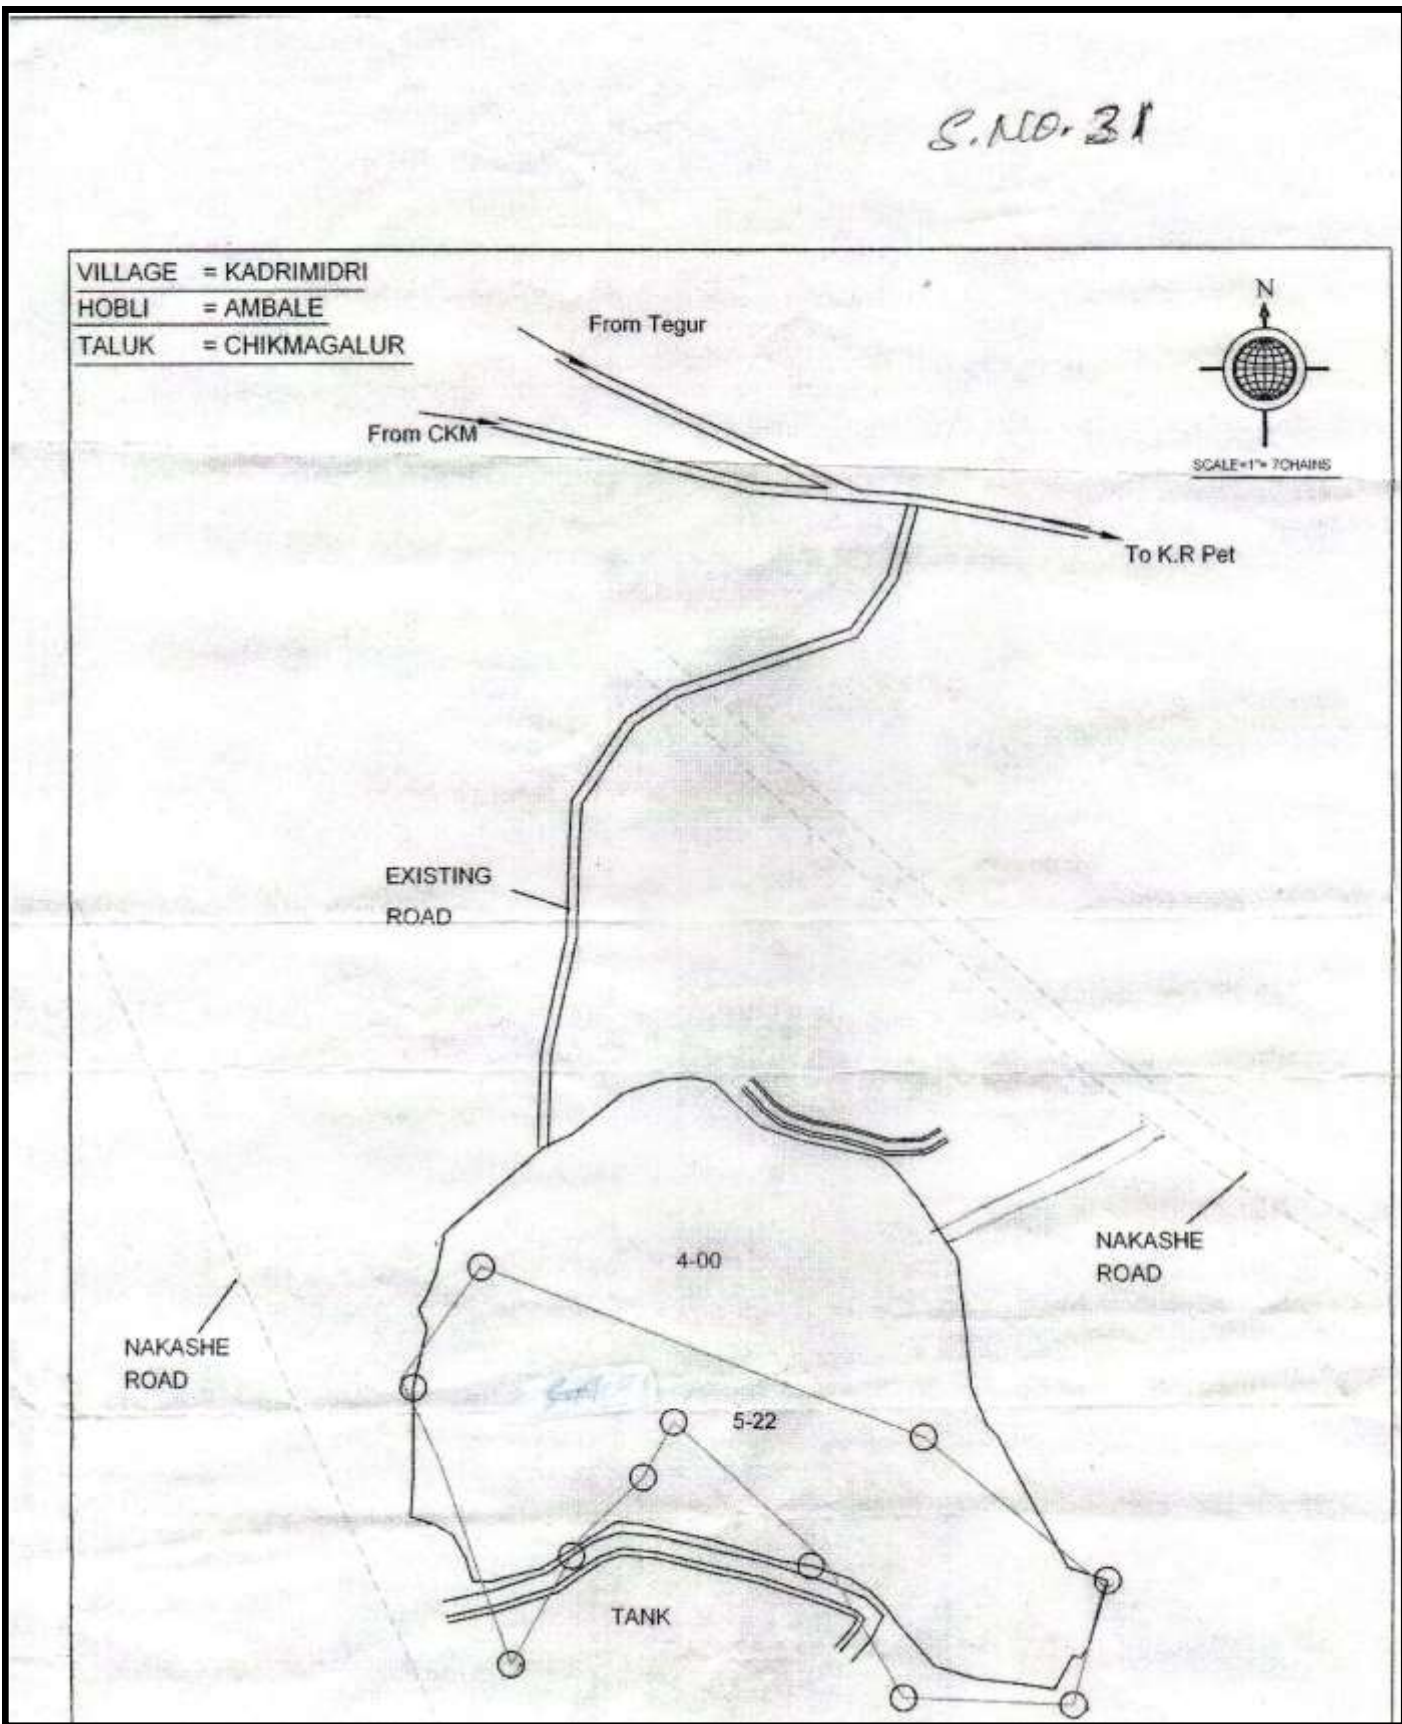 S.NO. 31
VILLAGE = KADRIMIDRI
HOBLI = AMBALE
TALUK = CHIKMAGALUR
N
From Tegur
From CKM
SCALE=1"= 7CHAINS
To K.R Pet
EXISTING
ROAD
NAKASHE
ROAD
4-00
NAKASHE
ROAD
5-22
TANK